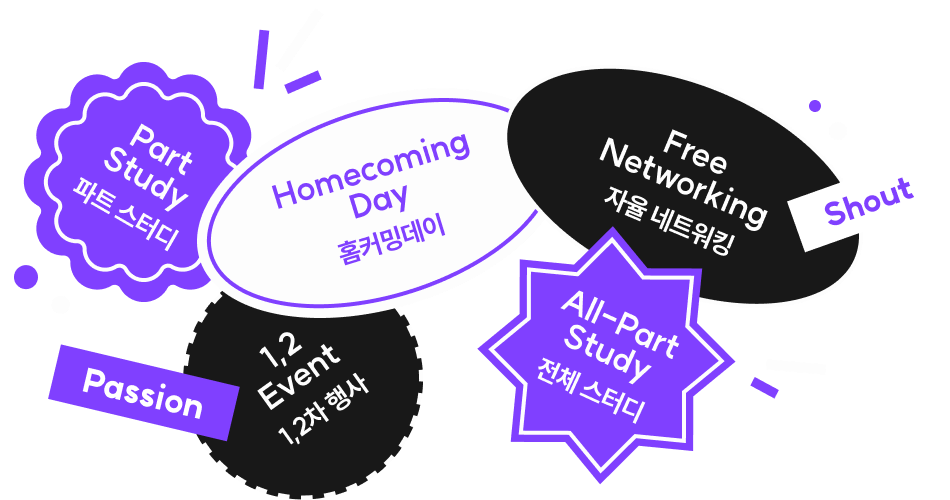 Part
Study
파트 스터디
Homecoming
Day
홈커밍데이
Free
Networking
자율 네트워킹
Shout
1,2
Event
1,2차 행사
Passion
All-Part
Study
전체 스터디